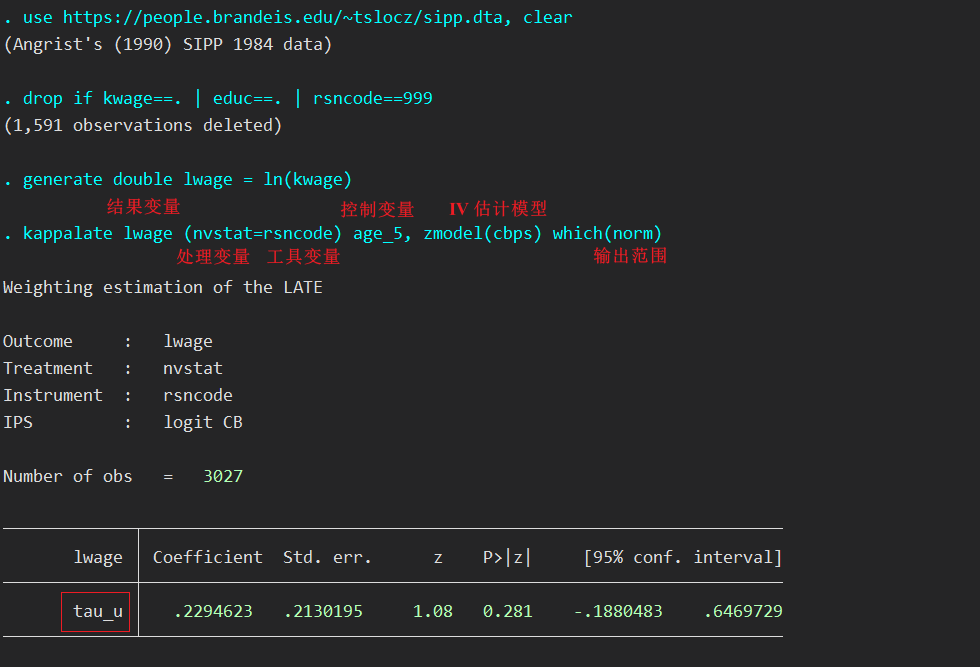 . use https://people.brandeis.edu/~tslocz/sipp.dta, clear
(Angrist's (1990) SIPP 1984 data)
. drop if kwage==. | educ==. | rsncode==999
(1,591 observations deleted)
. generate double lwage = ln(kwage)
结果变量 控制变量 IV 估计模型
. kappalate lwage (nvstat=rsncode) age_5, zmodel(cbps) which(norm)
处理变量 工具变量 输出范围
Weighting estimation of the LATE
Outcome : lwage
Treatment : nvstat
Instrument : rsncode
IPS : logit CB
Number of obs = 3027
lwage Coefficient Std. err. z P>|z| [95% conf. interval]
tau_u .2294623 .2130195 1.08 0.281 -.1880483 .6469729